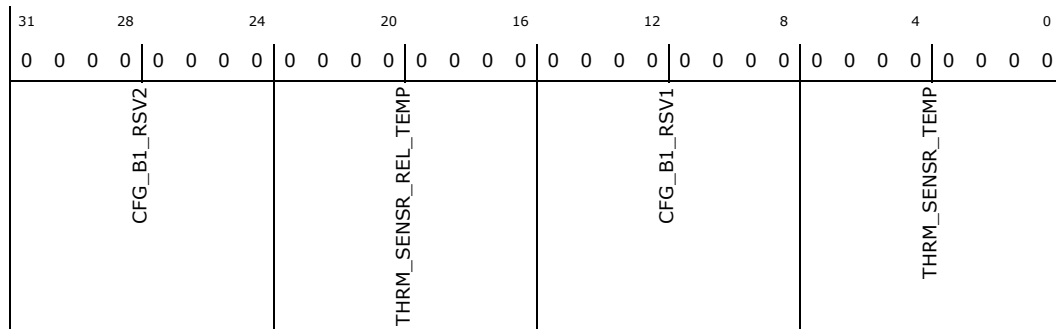 31 28 24 20 16 12 8 4 0
0 0 0 0 0 0 0 0 0 0 0 0 0 0 0 0 0 0 0 0 0 0 0 0 0 0 0 0 0 0 0 0
CFG_B1_RSV2
THRM_SENSR_REL_TEMP
CFG_B1_RSV1
THRM_SENSR_TEMP